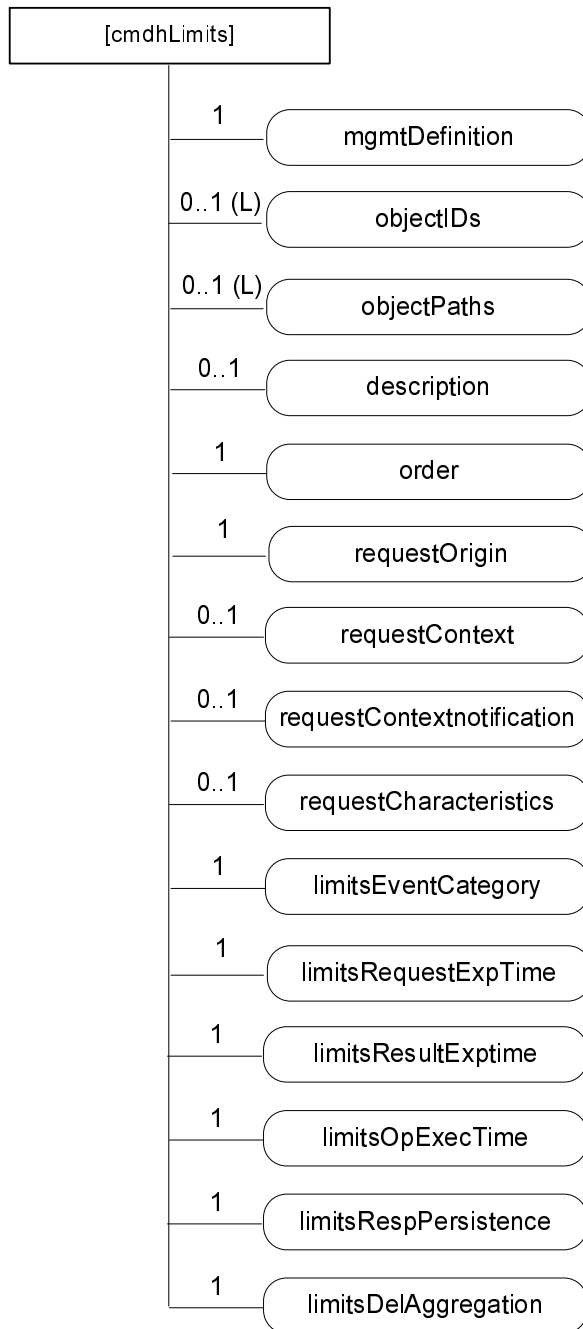 [cmdhLimits]
1
mgmtDefinition
0..1 (L)
objectIDs
0..1 (L)
objectPaths
0..1
description
1
order
1
requestOrigin
0..1
requestContext
0..1
requestContextnotification
0..1
requestCharacteristics
1
limitsEventCategory
1
limitsRequestExpTime
1
limitsResultExptime
1
limitsOpExecTime
1
limitsRespPersistence
1
limitsDelAggregation